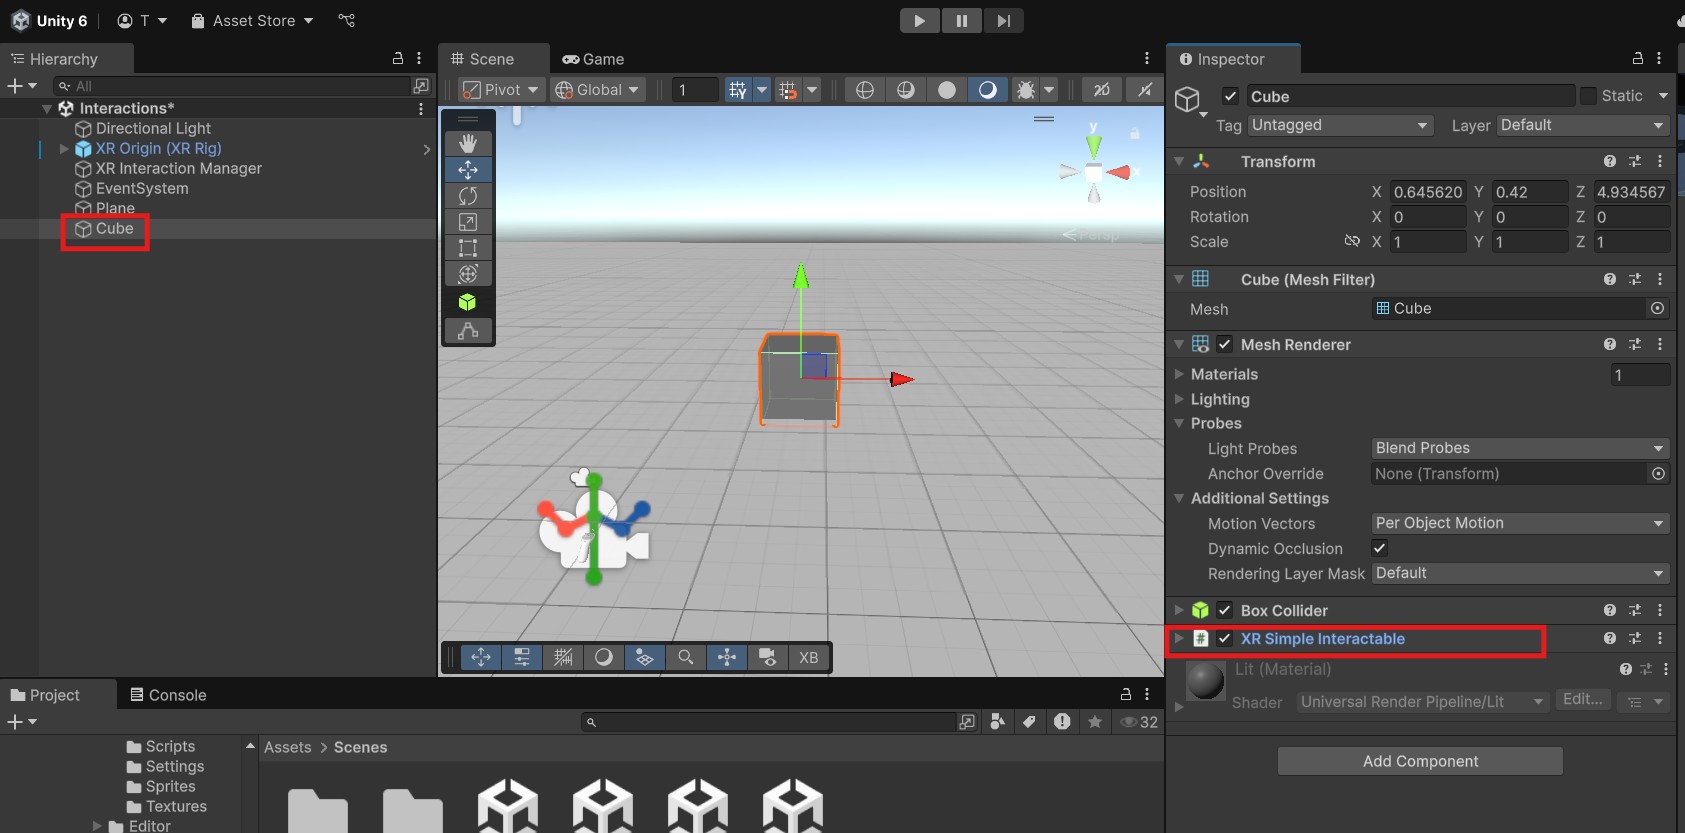 Unity 6
T
Asset Store
Hierarchy
All
Interactions*
Directional Light
XR Origin (XR Rig)
XR Interaction Manager
EventSystem
Plane
Cube
Scene
Game
Pivot
Global
1
2D
y
x
Persp
XB
Inspector
Cube
Static
Tag Untagged
Layer Default
Transform
Position X 0.645620 Y 0.42 Z 4.934567
Rotation X 0 Y 0 Z 0
Scale X 1 Y 1 Z 1
Cube (Mesh Filter)
Mesh Cube
Mesh Renderer
Materials 1
Lighting
Probes
Light Probes Blend Probes
Anchor Override None (Transform)
Additional Settings
Motion Vectors Per Object Motion
Dynamic Occlusion
Rendering Layer Mask Default
Box Collider
# XR Simple Interactable
Lit (Material)
Shader Universal Render Pipeline/Lit Edit...
Add Component
Project
Console
32
Scripts
Settings
Sprites
Textures
Editor
Assets > Scenes